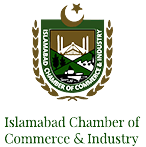 ISLAMABAD CHAMBER OF COMMERCE & INDUSTRY
Islamabad Chamber of
Commerce & Industry